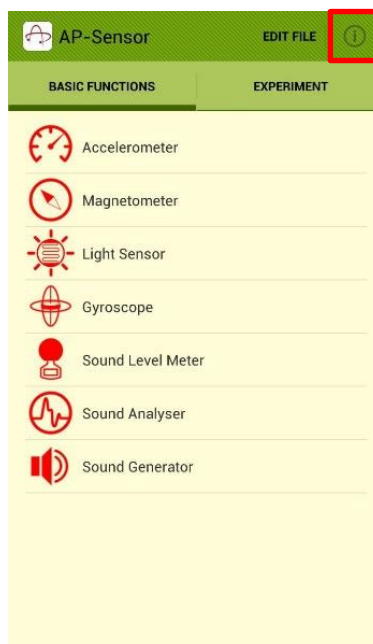 AP-Sensor EDIT FILE
BASIC FUNCTIONS EXPERIMENT
Accelerometer
Magnetometer
Light Sensor
Gyroscope
Sound Level Meter
Sound Analyser
Sound Generator